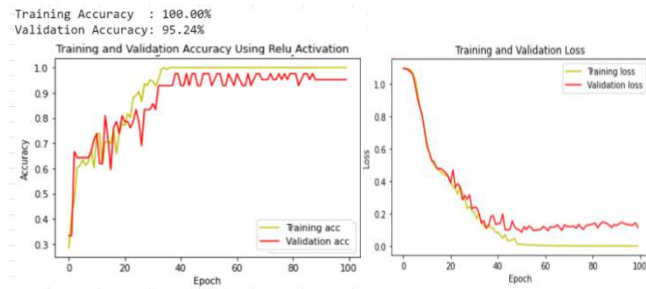 Training Accuracy : 100.00%
Validation Accuracy: 95.24%
Training and Validation Accuracy Using Relu Activation
1.0
0.9
0.8
0.7
0.6
0.5
0.4
0.3
Accuracy
Training acc
Validation acc
0 20 40 60 80 100
Epoch
Training and Validation Loss
Training loss
Validation loss
1.0
0.8
0.6
0.4
0.2
0.0
Loss
0 20 40 60 80 100
Epoch